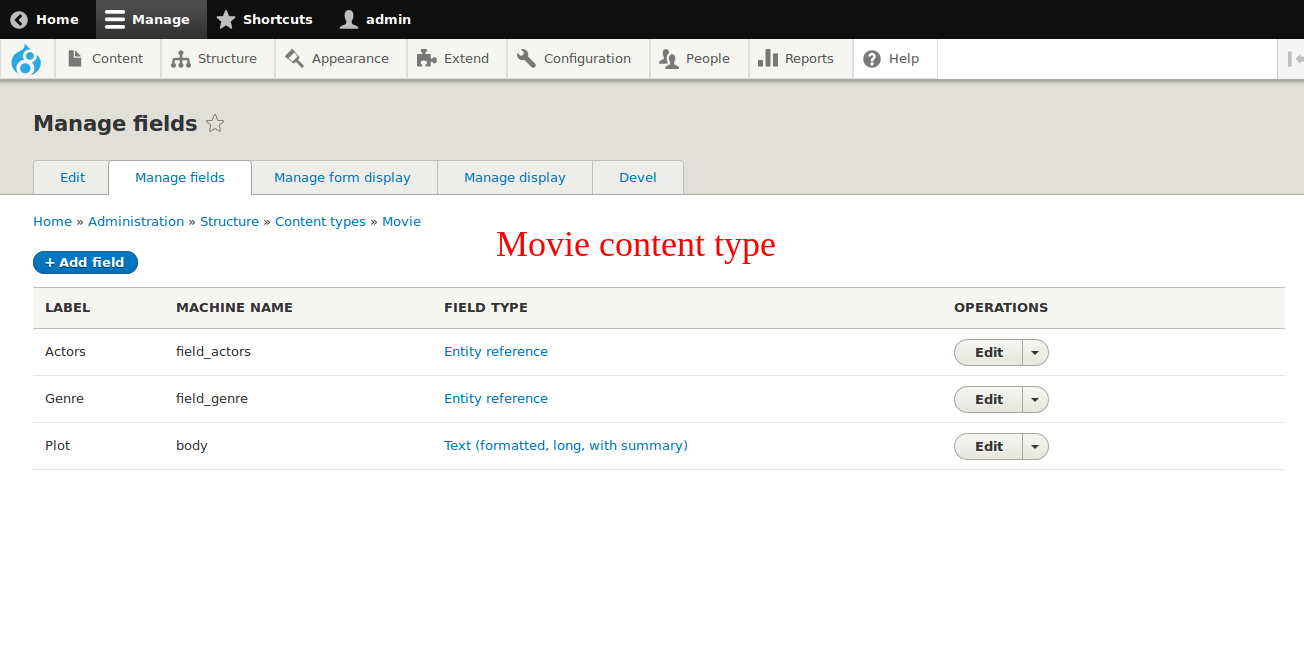 Home Manage Shortcuts admin
Content Structure Appearance Extend Configuration People Reports Help
Manage fields
Edit Manage fields Manage form display Manage display Devel
Home » Administration » Structure » Content types » Movie
Movie content type
+ Add field
LABEL MACHINE NAME FIELD TYPE OPERATIONS
Actors field_actors Entity reference Edit
Genre field_genre Entity reference Edit
Plot body Text (formatted, long, with summary) Edit